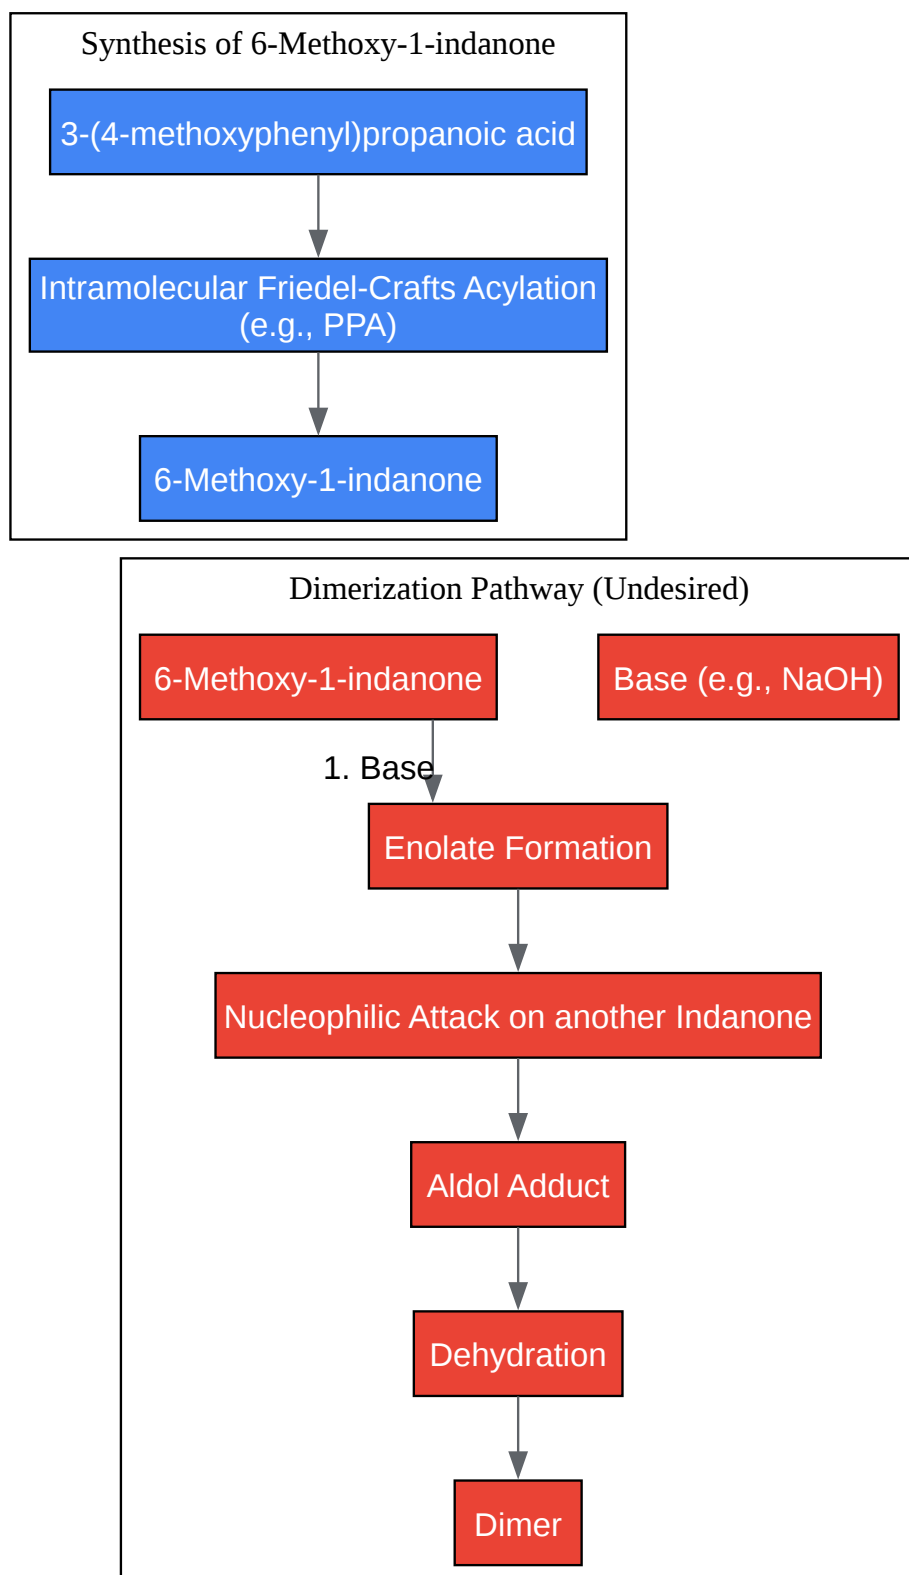 Synthesis of 6-Methoxy-1-indanone
3-(4-methoxyphenyl)propanoic acid
Intramolecular Friedel-Crafts Acylation
(e.g., PPA)
6-Methoxy-1-indanone
Dimerization Pathway (Undesired)
6-Methoxy-1-indanone
Base (e.g., NaOH)
1. Base
Enolate Formation
Nucleophilic Attack on another Indanone
Aldol Adduct
Dehydration
Dimer